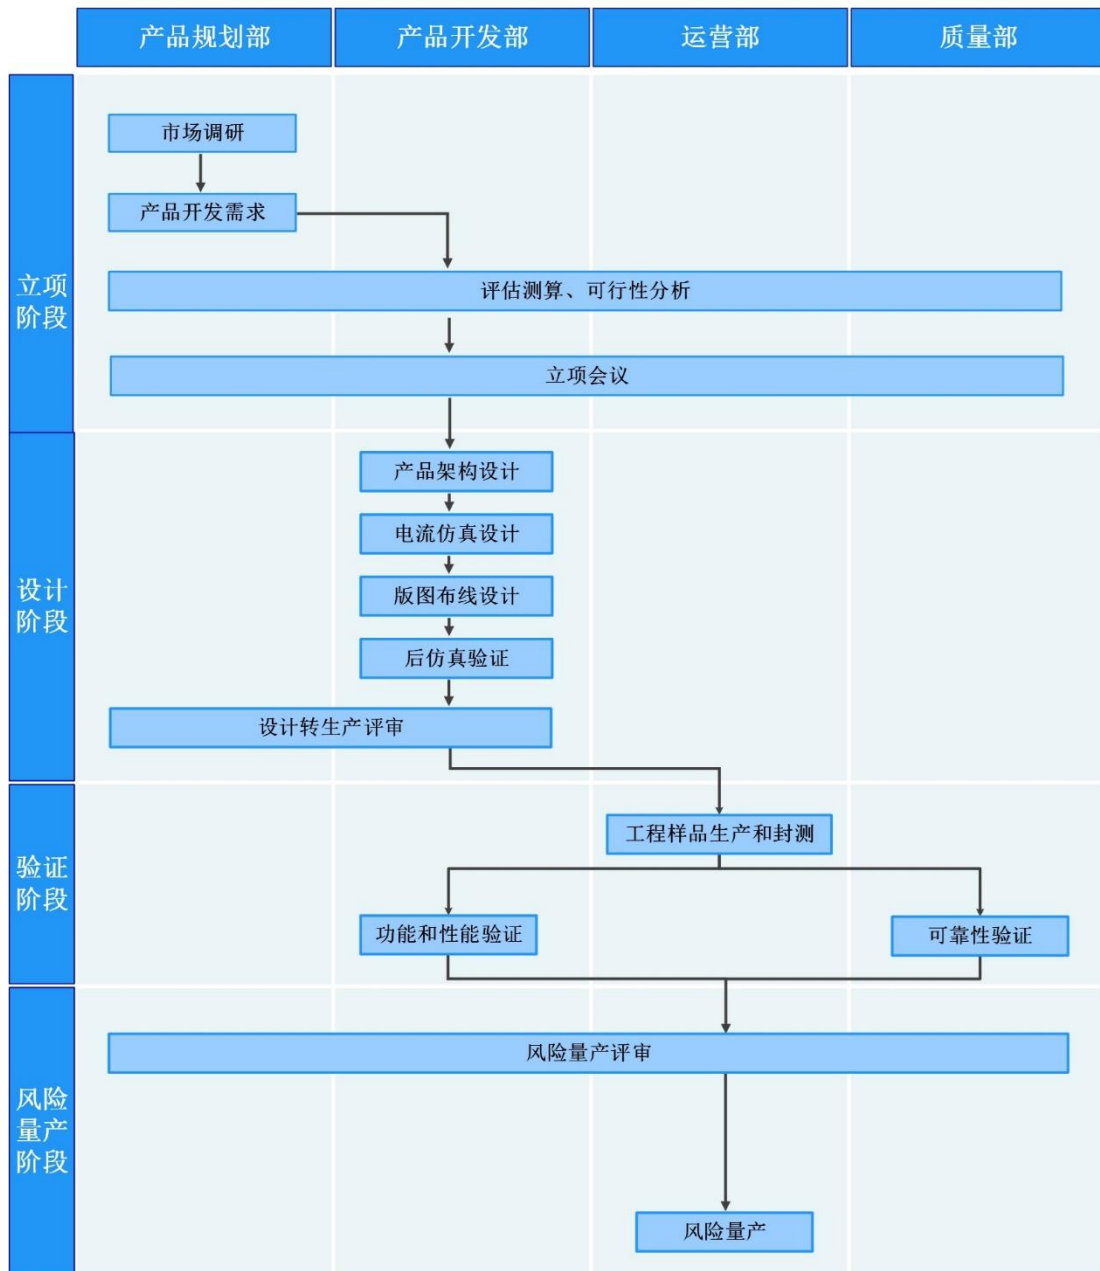 产品规划部
产品开发部
运营部
质量部
立项
阶段
市场调研
产品开发需求
评估测算、可行性分析
立项会议
设计
阶段
产品架构设计
电流仿真设计
版图布线设计
后仿真验证
设计转生产评审
验证
阶段
工程样品生产和封测
功能和性能验证
可靠性验证
风险
量产
阶段
风险量产评审
风险量产